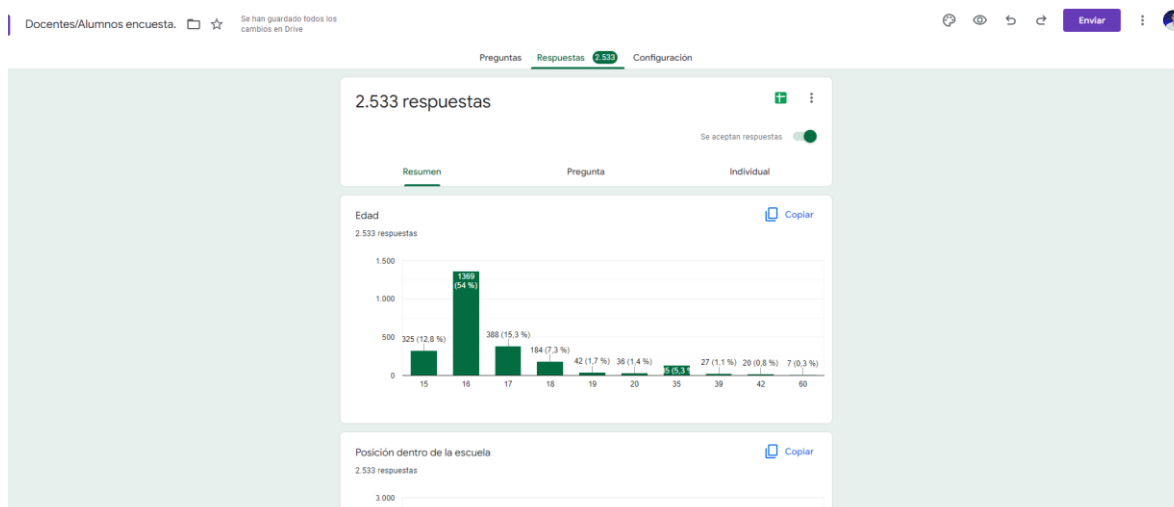 Docentes/Alumnos encuesta.
Se han guardado todos los
cambios en Drive
Enviar
Preguntas Respuestas 2.533 Configuración
2.533 respuestas
Se aceptan respuestas
Resumen Pregunta Individual
Edad
Copiar
2.533 respuestas
1.500
1.000
500
0
325 (12,8 %)
1369
(54 %)
388 (15,3 %)
184 (7,3 %)
42 (1,7 %)
36 (1,4 %)
5 (5,3 %
27 (1,1 %)
20 (0,8 %)
7 (0,3 %)
15 16 17 18 19 20 35 39 42 60
Posición dentro de la escuela
Copiar
2.533 respuestas
3.000